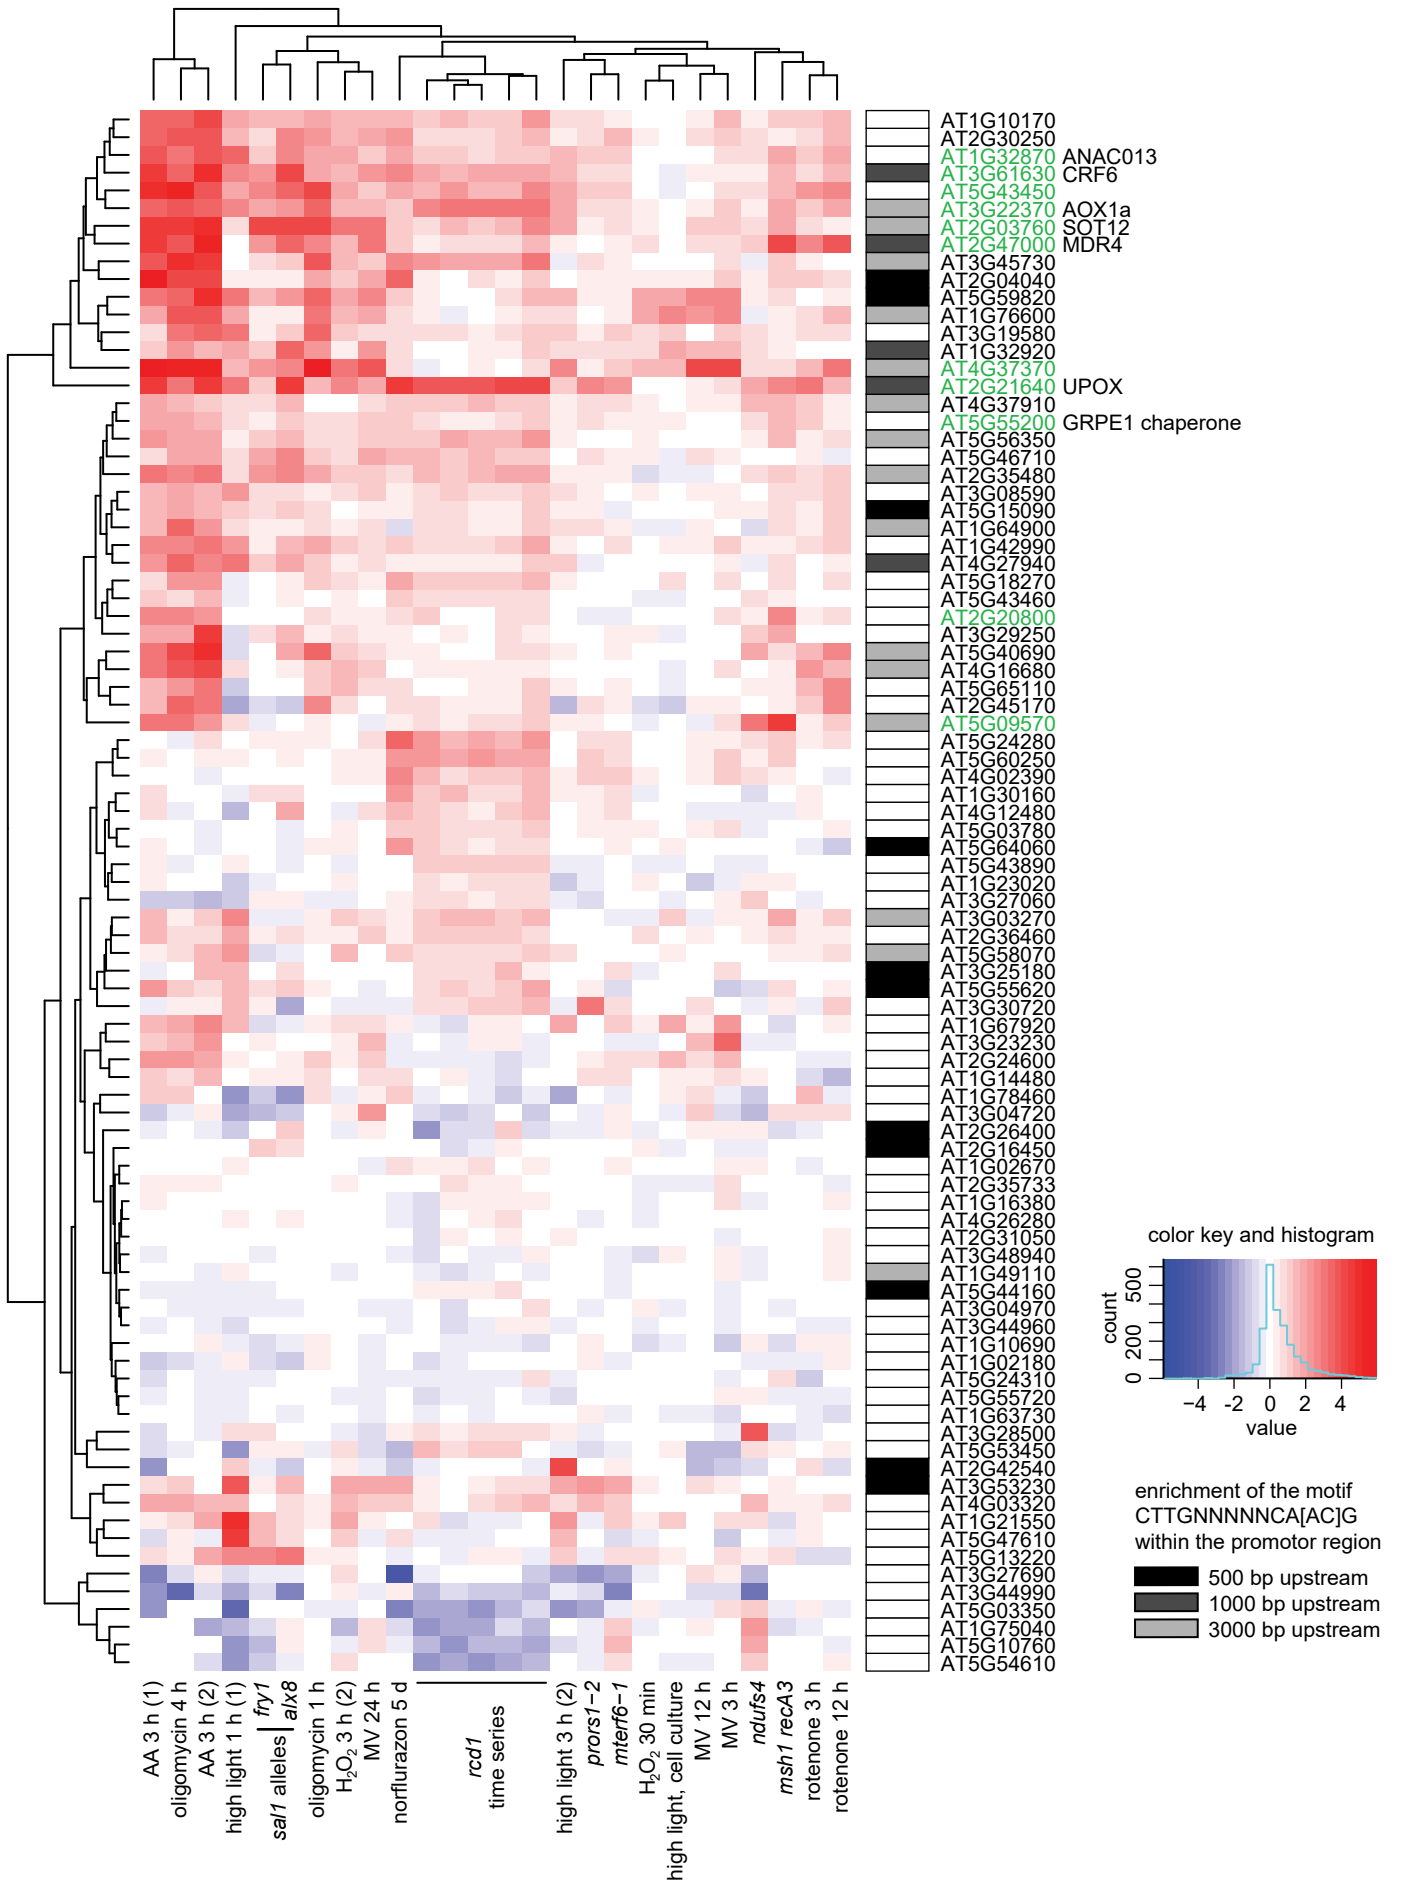 AT1G10170
AT2G30250
AT1G32870 ANAC013
AT3G61630 CRF6
AT5G43450
AT3G22370 AOX1a
AT2G03760 SOT12
AT2G47000 MDR4
AT3G45730
AT2G04040
AT5G59820
AT1G76600
AT3G19580
AT1G32920
AT4G37370
AT2G21640 UPOX
AT4G37910
AT5G55200 GRPE1 chaperone
AT5G56350
AT5G46710
AT2G35480
AT3G08590
AT5G15090
AT1G64900
AT1G42990
AT4G27940
AT5G18270
AT5G43460
AT2G20800
AT3G29250
AT5G40690
AT4G16680
AT5G65110
AT2G45170
AT5G09570
AT5G24280
AT5G60250
AT4G02390
AT1G30160
AT4G12480
AT5G03780
AT5G64060
AT5G43890
AT1G23020
AT3G27060
AT3G03270
AT2G36460
AT5G58070
AT3G25180
AT5G55620
AT3G30720
AT1G67920
AT3G23230
AT2G24600
AT1G14480
AT1G78460
AT3G04720
AT2G26400
AT2G16450
AT1G02670
AT2G35733
AT1G16380
AT4G26280
AT2G31050
AT3G48940
AT1G49110
AT5G44160
AT3G04970
AT3G44960
AT1G10690
AT1G02180
AT5G24310
AT5G55720
AT1G63730
AT3G28500
AT5G53450
AT2G42540
AT3G53230
AT4G03320
AT1G21550
AT5G47610
AT5G13220
AT3G27690
AT3G44990
AT5G03350
AT1G75040
AT5G10760
AT5G54610
AA 3 h (1)
oligomycin 4 h
AA 3 h (2)
high light 1 h (1)
fry1
alx8
sal1 alleles
oligomycin 1 h
H₂O₂ 3 h (2)
MV 24 h
norflurazon 5 d
rcd1
time series
high light 3 h (2)
prors1−2
mterf6−1
H₂O₂ 30 min
high light, cell culture
MV 12 h
MV 3 h
ndufs4
msh1 recA3
rotenone 3 h
rotenone 12 h
color key and histogram
count
0 200 500
−4 −2 0 2 4
value
enrichment of the motif
CTTGNNNNNCA[AC]G
within the promotor region
500 bp upstream
1000 bp upstream
3000 bp upstream